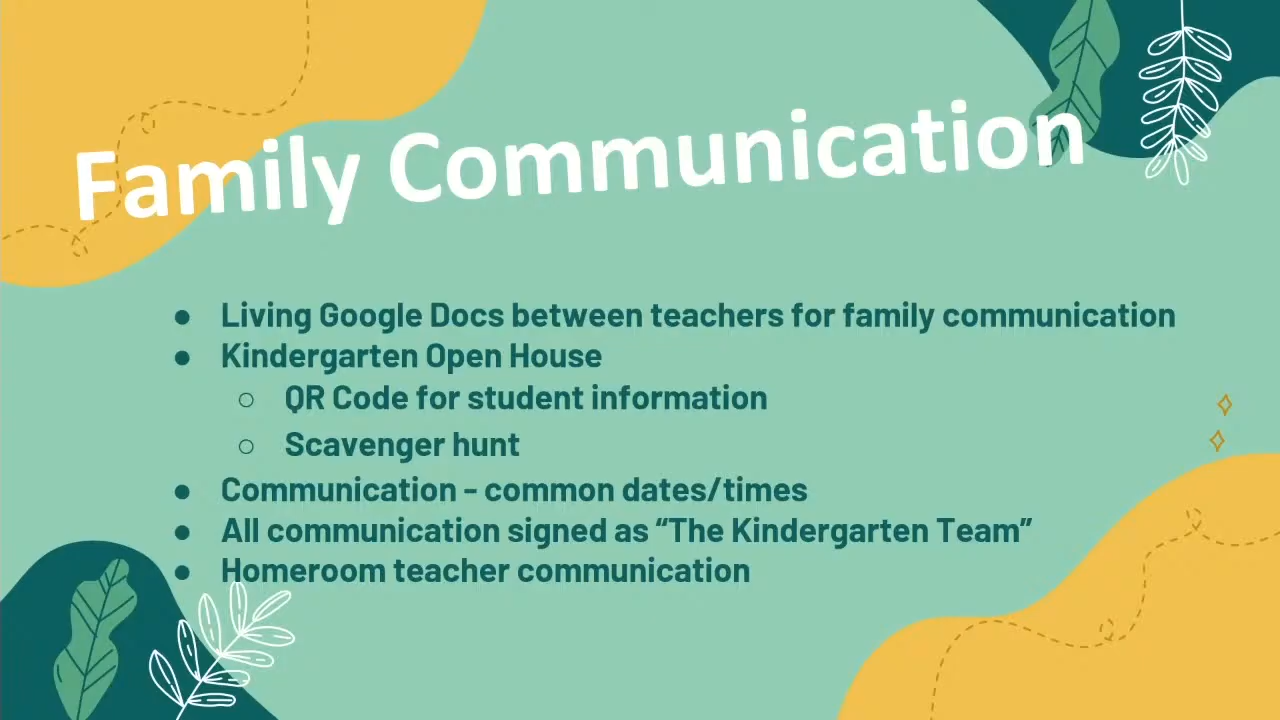 Family Communication
● Living Google Docs between teachers for family communication
● Kindergarten Open House
○ QR Code for student information
○ Scavenger hunt
● Communication - common dates/times
● All communication signed as “The Kindergarten Team”
● Homeroom teacher communication